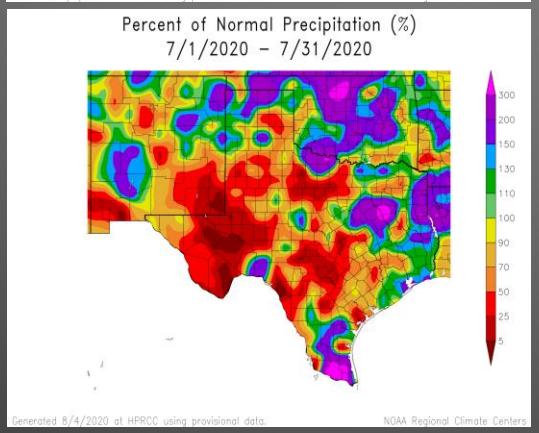 Percent of Normal Precipitation (%)
7/1/2020 – 7/31/2020
300
200
150
130
110
100
90
70
50
25
5
Generated 8/4/2020 at HPRCC using provisional data.
NOAA Regional Climate Centers